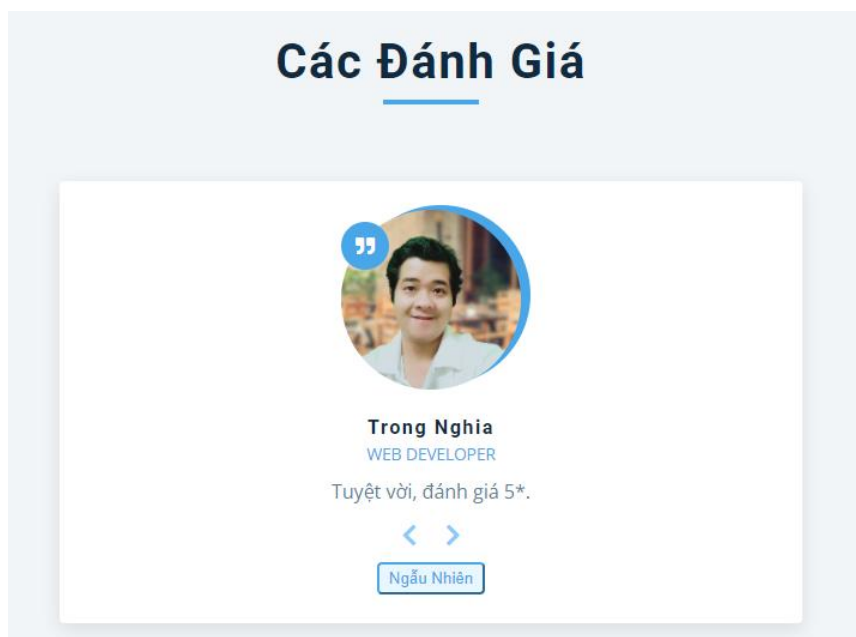 Các Đánh Giá
Trong Nghia
WEB DEVELOPER
Tuyệt vời, đánh giá 5*.
Ngẫu Nhiên